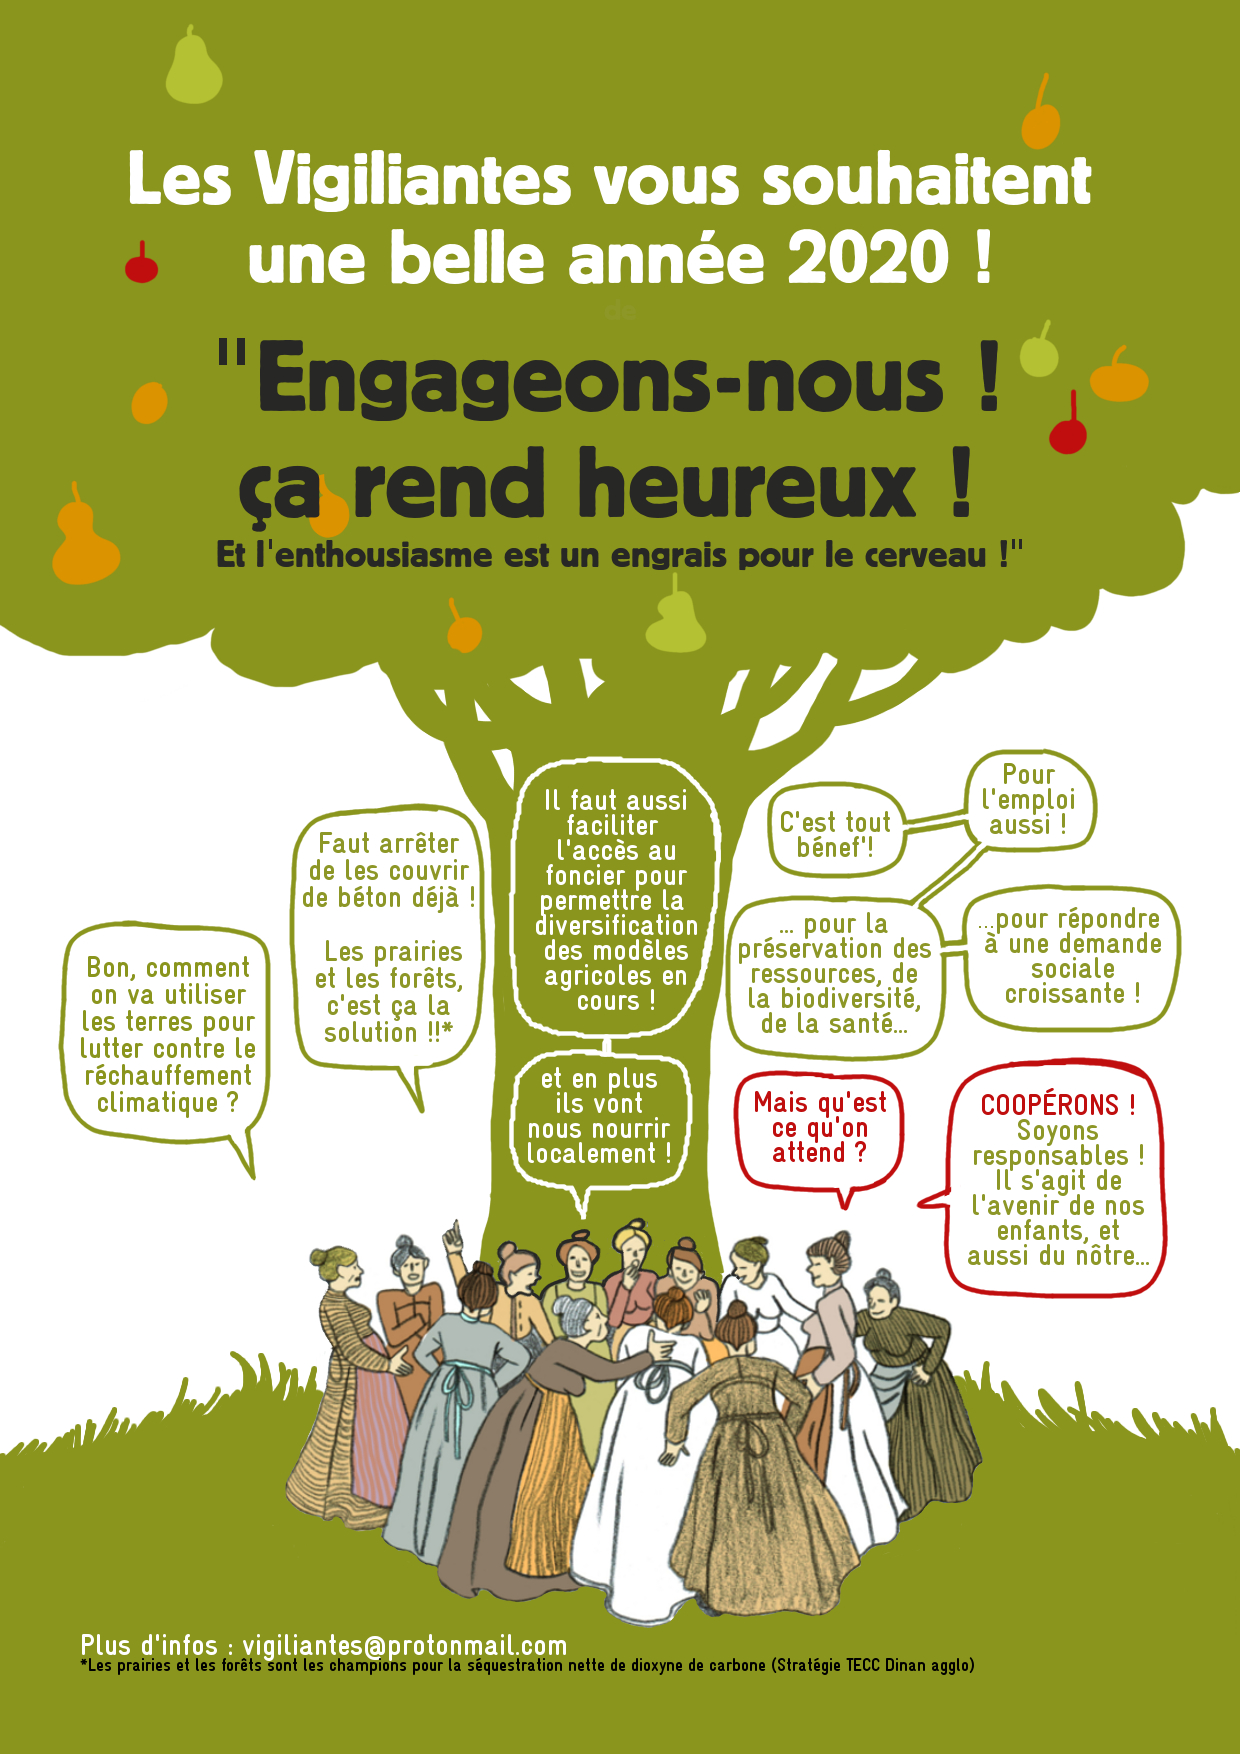 Les Vigiliantes vous souhaitent
une belle année 2020 !
de
"Engageons-nous !
ça rend heureux !
Et l'enthousiasme est un engrais pour le cerveau !"
Bon, comment
on va utiliser
les terres pour
lutter contre le
réchauffement
climatique ?
Faut arrêter
de les couvrir
de béton déjà !
Les prairies
et les forêts,
c'est ça la
solution !!*
Il faut aussi
faciliter
l'accès au
foncier pour
permettre la
diversification
des modèles
agricoles en
cours !
et en plus
ils vont
nous nourrir
localement !
C'est tout
bénef'!
Pour
l'emploi
aussi !
... pour la
préservation des
ressources, de
la biodiversité,
de la santé...
...pour répondre
à une demande
sociale
croissante !
Mais qu'est
ce qu'on
attend ?
COOPÉRONS !
Soyons
responsables !
Il s'agit de
l'avenir de nos
enfants, et
aussi du nôtre...
Plus d'infos : vigiliantes@protonmail.com
*Les prairies et les forêts sont les champions pour la séquestration nette de dioxyne de carbone (Stratégie TECC Dinan agglo)